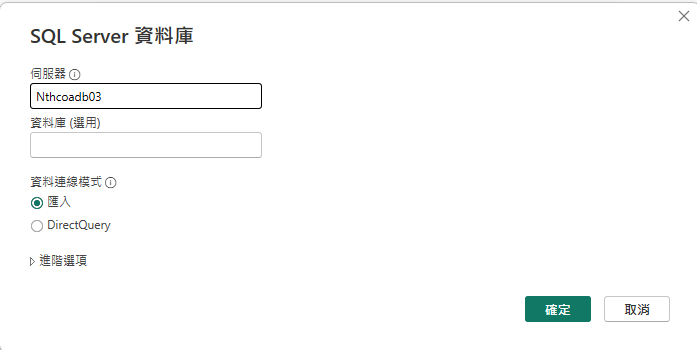 SQL Server 資料庫
伺服器
Nthcoadb03
資料庫 (選用)
資料連線模式
匯入
DirectQuery
進階選項
確定 取消